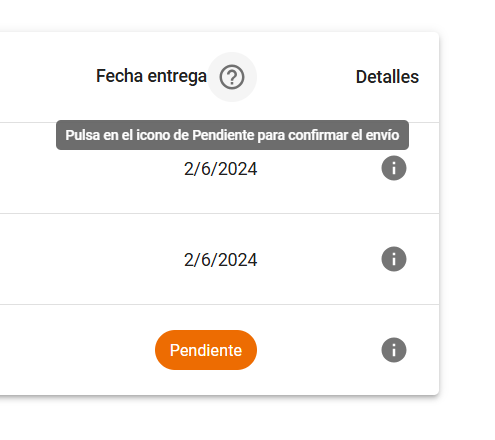 Fecha entrega
Detalles
Pulsa en el icono de Pendiente para confirmar el envío
2/6/2024
2/6/2024
Pendiente